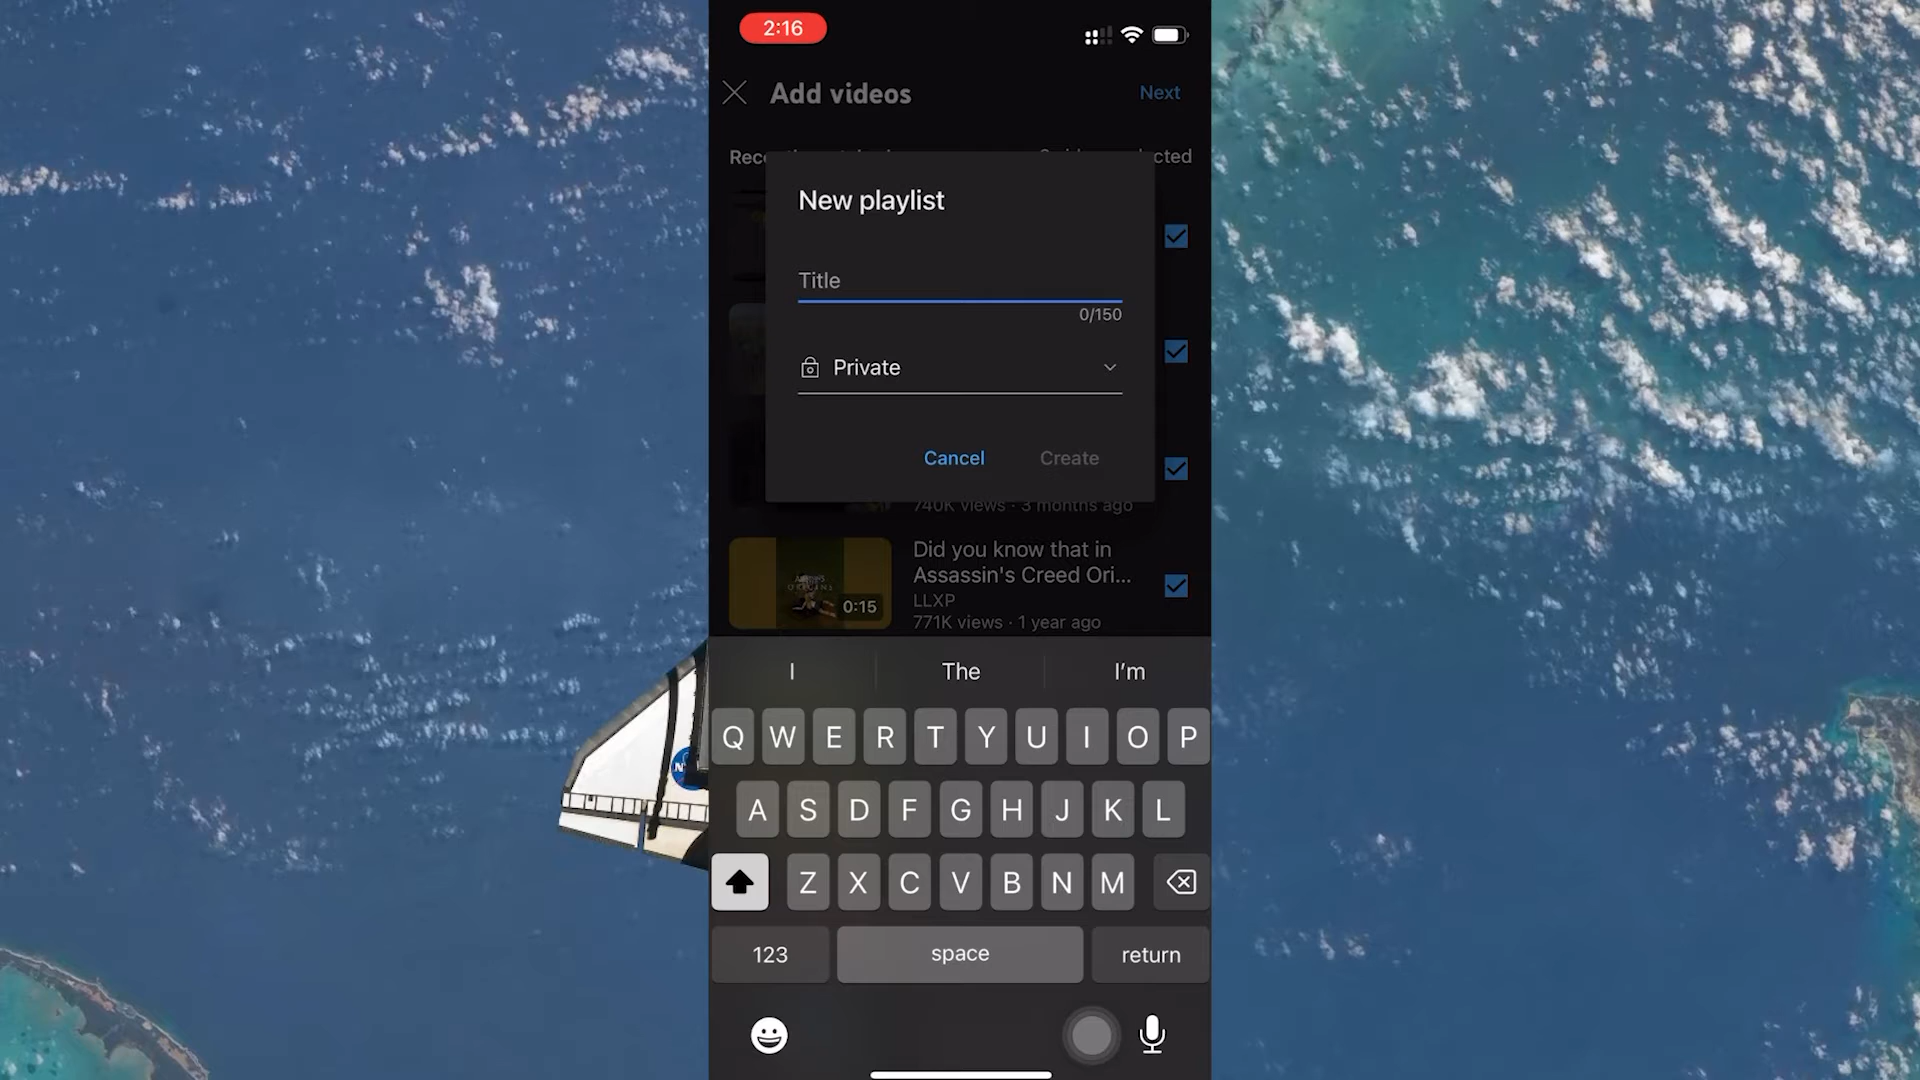 2:16
Add videos
Next
New playlist
Title
0/150
Private
Cancel
Create
740K views · 3 months ago
Did you know that in
Assassin's Creed Ori...
LLXP
771K views · 1 year ago
0:15
I
The
I'm
Q W E R T Y U I O P
A S D F G H J K L
Z X C V B N M
123
space
return